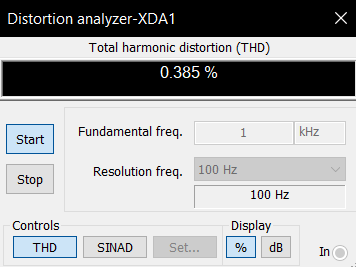 Distortion analyzer-XDA1
Total harmonic distortion (THD)
0.385 %
Start
Stop
Fundamental freq.
1
kHz
Resolution freq.
100 Hz
100 Hz
Controls
THD
SINAD
Set...
Display
%
dB
In